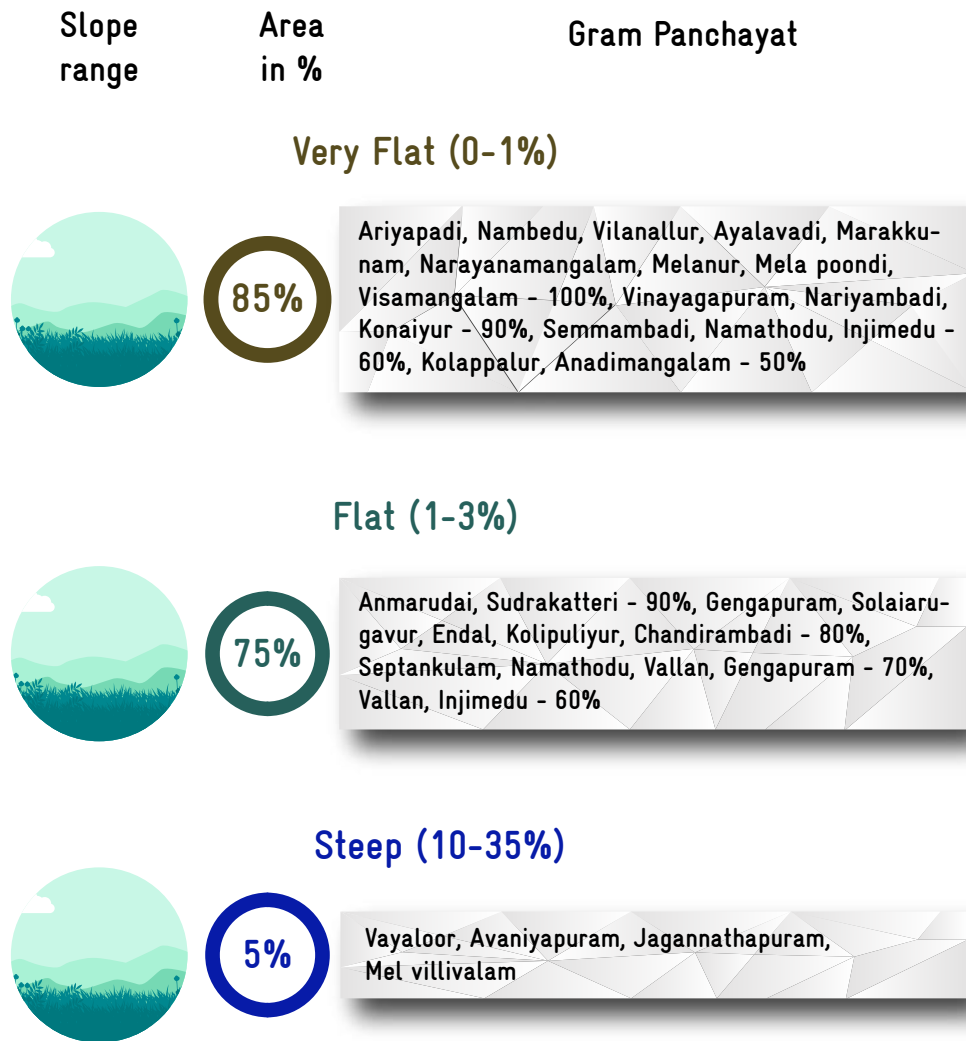 Slope
range
Area
in %
Gram Panchayat
Very Flat (0-1%)
85%
Ariyapadi, Nambedu, Vilanallur, Ayalavadi, Marakku-
nam, Narayanamangalam, Melanur, Mela poondi,
Visamangalam - 100%, Vinayagapuram, Nariyambadi,
Konaiyur - 90%, Semmambadi, Namathodu, Injimedu -
60%, Kolappalur, Anadimangalam - 50%
Flat (1-3%)
75%
Anmarudai, Sudrakatteri - 90%, Gengapuram, Solaiaru-
gavur, Endal, Kolipuliyur, Chandirambadi - 80%,
Septankulam, Namathodu, Vallan, Gengapuram - 70%,
Vallan, Injimedu - 60%
Steep (10-35%)
5%
Vayaloor, Avaniyapuram, Jagannathapuram,
Mel villivalam